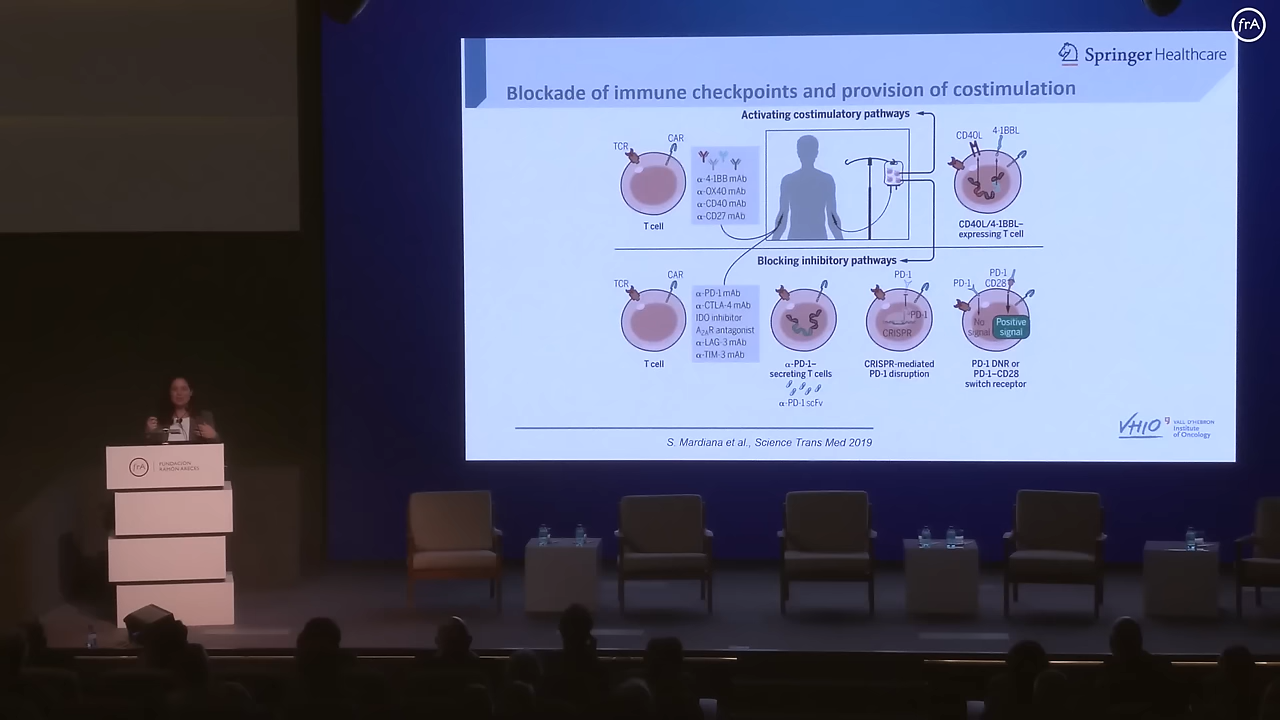 frA
Springer Healthcare
Blockade of immune checkpoints and provision of costimulation
Activating costimulatory pathways
TCR
CAR
α-4-1BB mAb
α-OX40 mAb
α-CD40 mAb
α-CD27 mAb
T cell
CD40L
4-1BBL
CD40L/4-1BBL–
expressing T cell
Blocking inhibitory pathways
TCR
CAR
α-PD-1 mAb
α-CTLA-4 mAb
IDO inhibitor
A2AR antagonist
α-LAG-3 mAb
α-TIM-3 mAb
T cell
α-PD-1–
secreting T cells
α-PD-1 scFv
PD-1
PD-1
CRISPR
CRISPR-mediated
PD-1 disruption
PD-1
PD-1
CD28
No
signal
Positive
signal
PD-1 DNR or
PD-1–CD28
switch receptor
S. Mardiana et al., Science Trans Med 2019
VHIO
VALL D'HEBRON
Institute
of Oncology
frA
FUNDACIÓN
RAMÓN ARECES